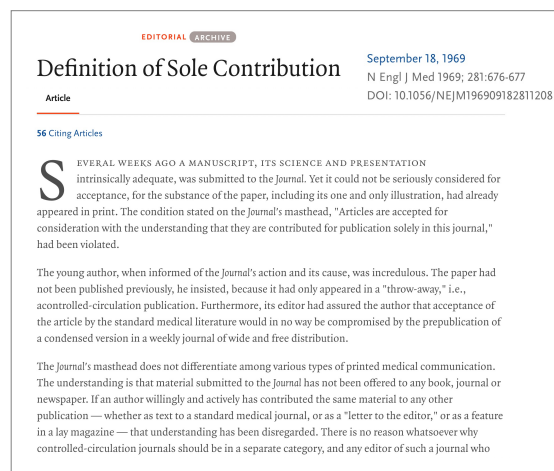 EDITORIAL ARCHIVE
Definition of Sole Contribution
September 18, 1969
N Engl J Med 1969; 281:676-677
DOI: 10.1056/NEJM196909182811208
Article
56 Citing Articles
SEVERAL WEEKS AGO A MANUSCRIPT, ITS SCIENCE AND PRESENTATION
intrinsically adequate, was submitted to the Journal. Yet it could not be seriously considered for
acceptance, for the substance of the paper, including its one and only illustration, had already
appeared in print. The condition stated on the Journal's masthead, "Articles are accepted for
consideration with the understanding that they are contributed for publication solely in this journal,"
had been violated.
The young author, when informed of the Journal's action and its cause, was incredulous. The paper had
not been published previously, he insisted, because it had only appeared in a "throw-away," i.e.,
acontrolled-circulation publication. Furthermore, its editor had assured the author that acceptance of
the article by the standard medical literature would in no way be compromised by the prepublication of
a condensed version in a weekly journal of wide and free distribution.
The Journal's masthead does not differentiate among various types of printed medical communication.
The understanding is that material submitted to the Journal has not been offered to any book, journal or
newspaper. If an author willingly and actively has contributed the same material to any other
publication — whether as text to a standard medical journal, or as a "letter to the editor," or as a feature
in a lay magazine — that understanding has been disregarded. There is no reason whatsoever why
controlled-circulation journals should be in a separate category, and any editor of such a journal who